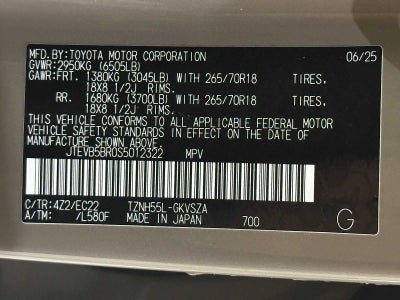 MFD.BY:TOYOTA MOTOR CORPORATION 06/25
GVWR:2950KG (6505LB)
GAWR:FRT. 1380KG (3045LB) WITH 265/70R18 TIRES.
18X8 1/2J RIMS.
RR. 1680KG (3700LB) WITH 265/70R18 TIRES.
18X8 1/2J RIMS.
THIS VEHICLE CONFORMS TO ALL APPLICABLE FEDERAL MOTOR
VEHICLE SAFETY STANDARDS IN EFFECT ON THE DATE OF
MANUFACTURE SHOWN ABOVE.
JTEVB5BR0S5012322 MPV
C/TR:4Z2/EC22 TZNH55L-GKVSZA
A/TM: /L580F MADE IN JAPAN 700 G